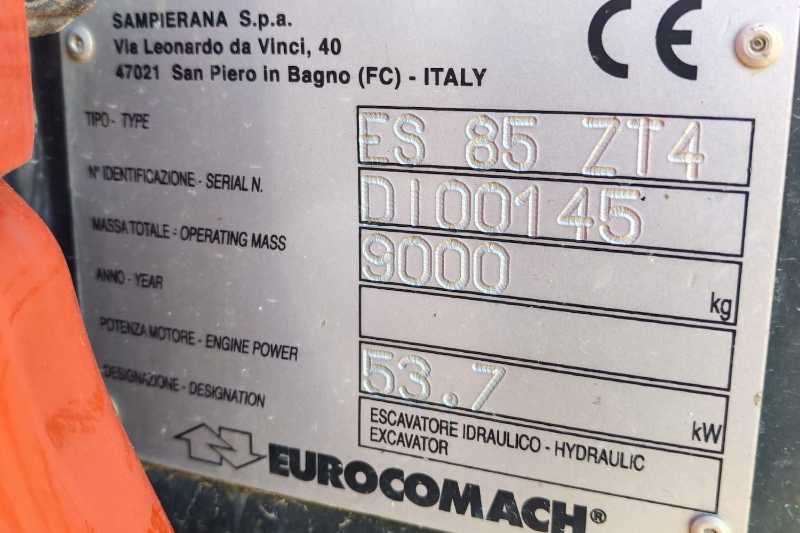 SAMPIERANA S.p.a.
Via Leonardo da Vinci, 40
47021 San Piero in Bagno (FC) - ITALY
CE
TIPO - TYPE ES 85 ZT4
N° IDENTIFICAZIONE - SERIAL N. DI00145
MASSA TOTALE - OPERATING MASS 9000 kg
ANNO - YEAR
POTENZA MOTORE - ENGINE POWER 53.7 kW
DESIGNAZIONE - DESIGNATION ESCAVATORE IDRAULICO - HYDRAULIC
EXCAVATOR
EUROCOMACH®